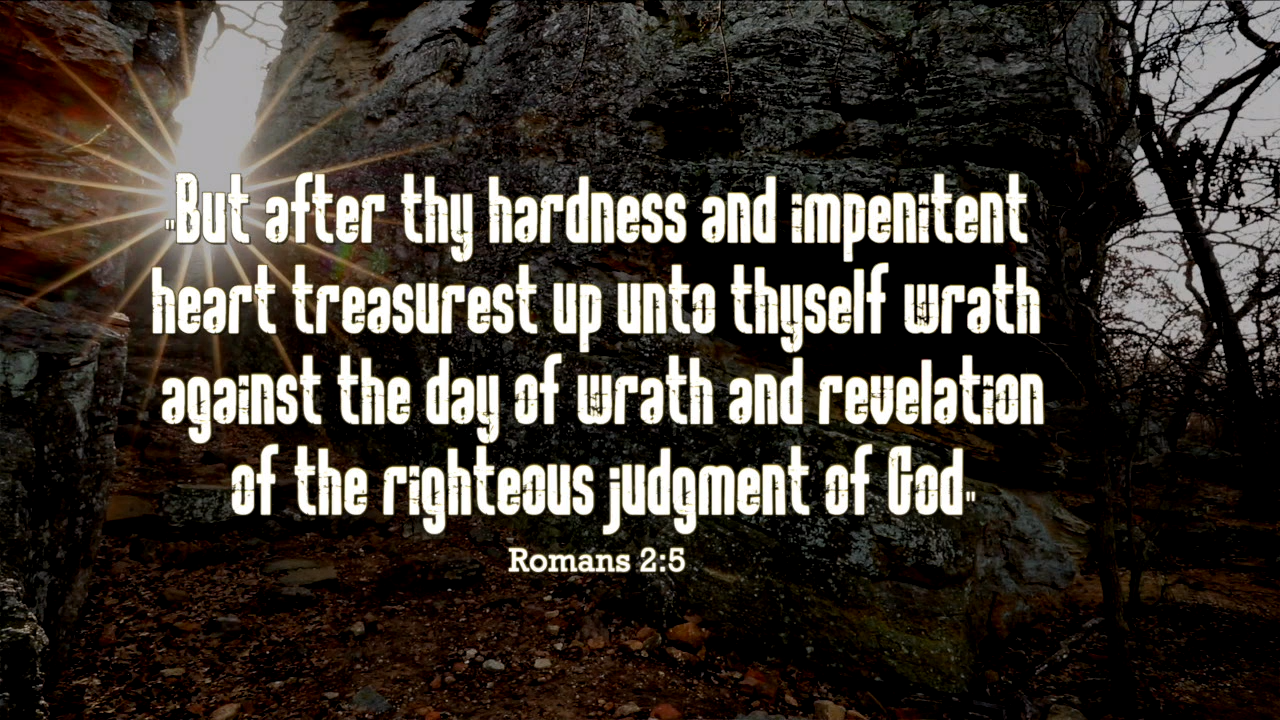 "But after thy hardness and impenitent
heart treasurest up unto thyself wrath
against the day of wrath and revelation
of the righteous judgment of God"
Romans 2:5